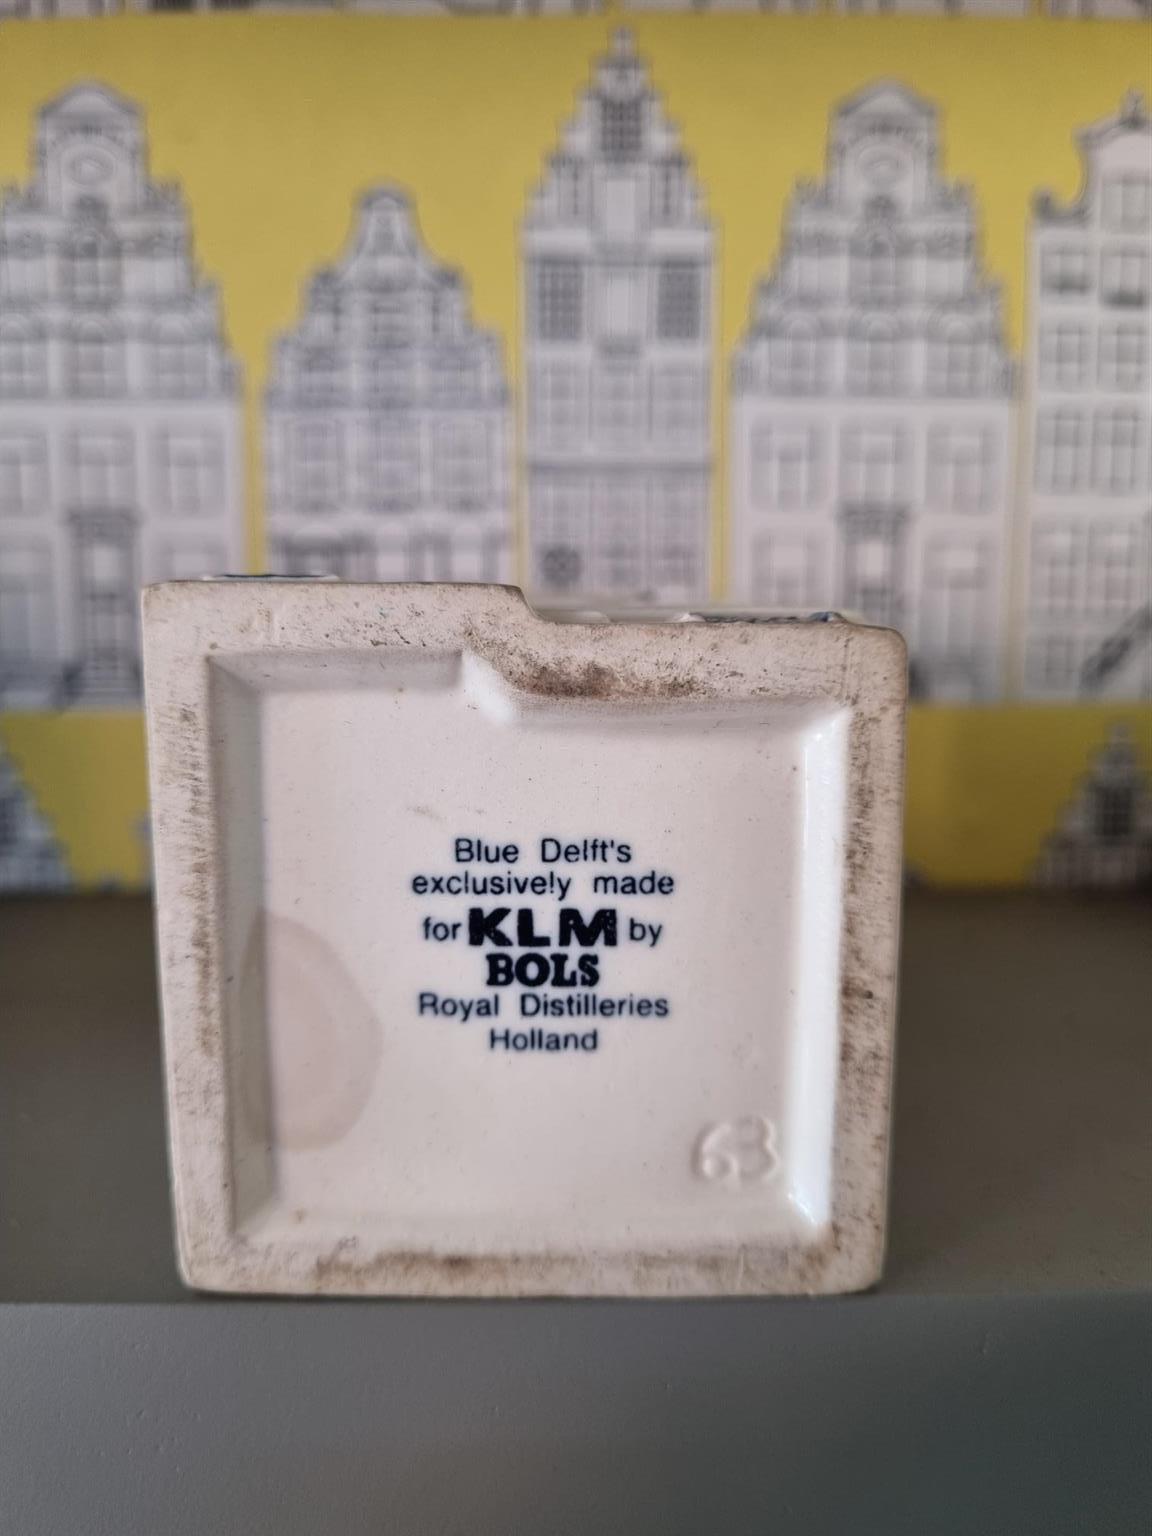 Blue Delft's
exclusively made
for KLM by
BOLS
Royal Distilleries
Holland
63